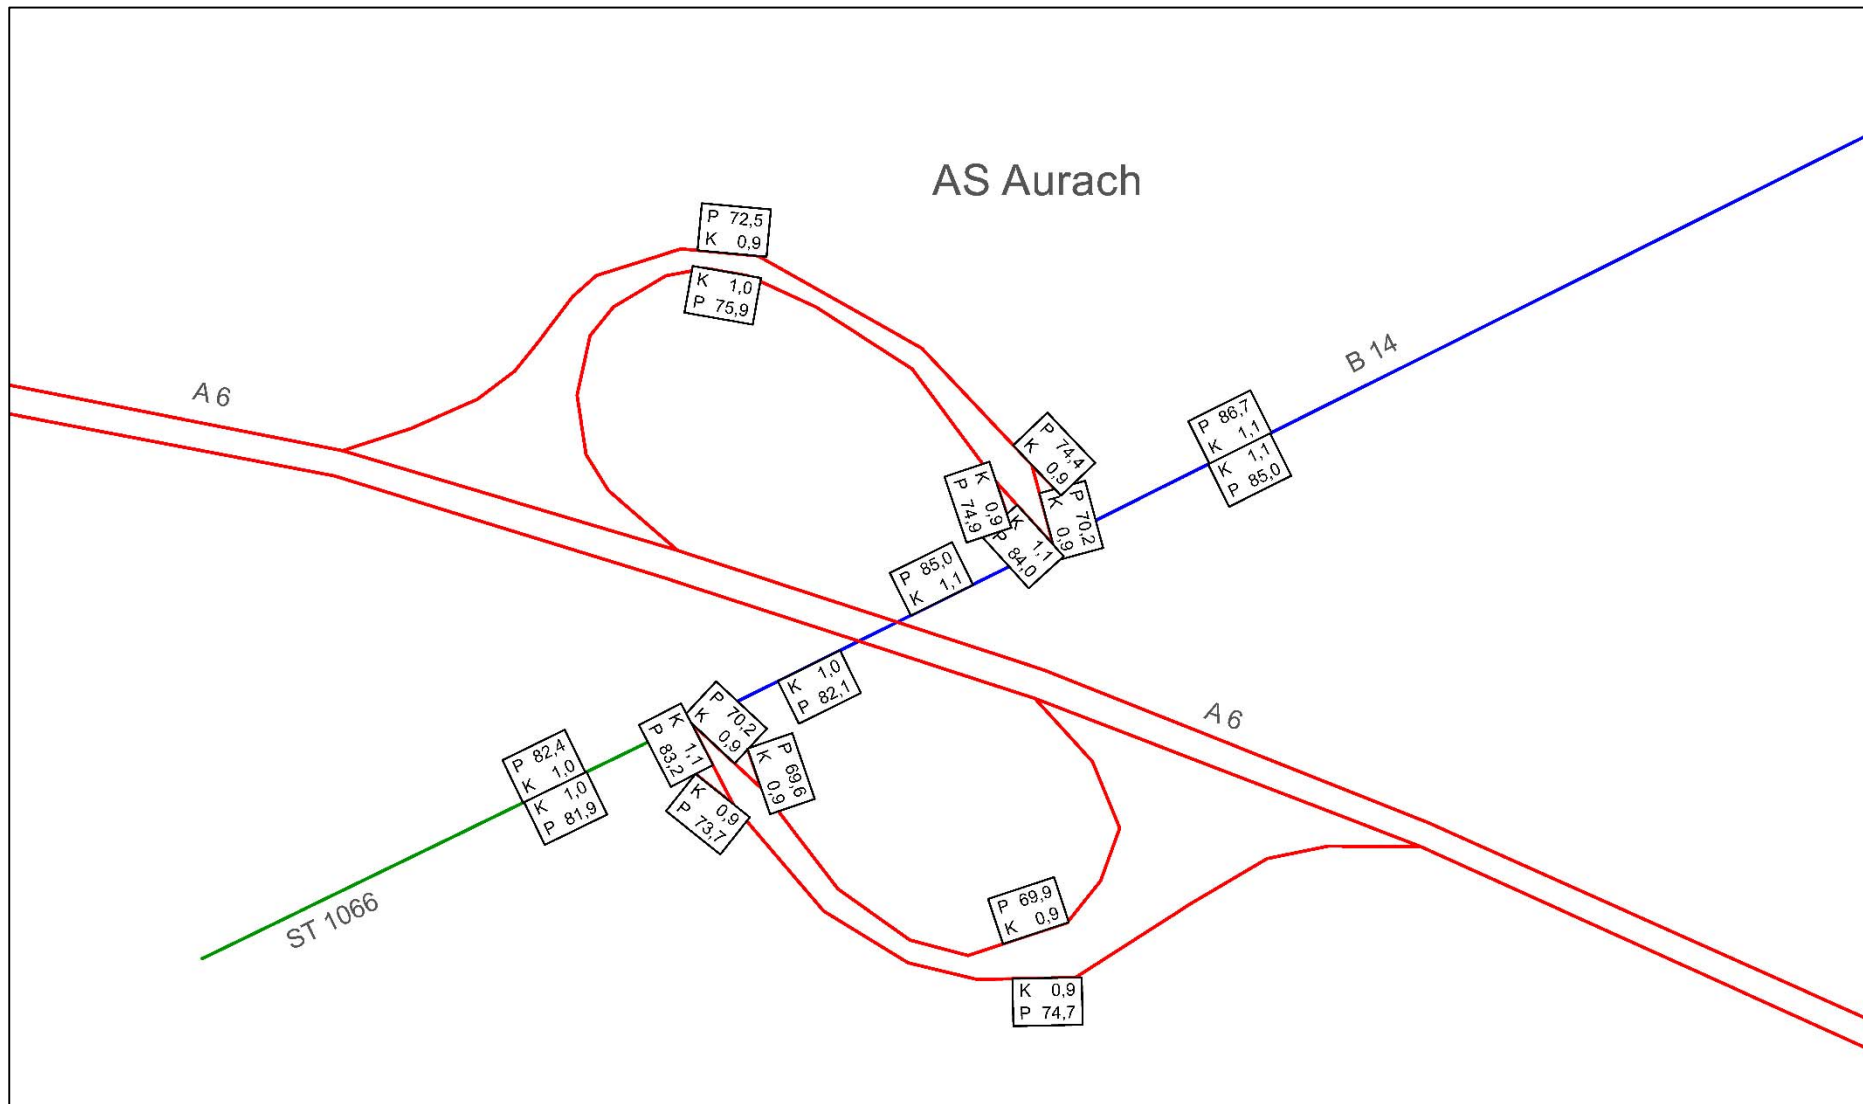 AS Aurach
P 72,5
K 0,9
K 1,0
P 75,9
B 14
A 6
P 86,7
K 1,1
K 1,1
P 85,0
P 74,4
K 0,9
K 0,9
P 74,9
P 70,2
K 0,9
K 1,1
P 84,0
P 85,0
K 1,1
K 1,0
P 82,1
P 70,2
K 0,9
K 1,1
P 83,2
A 6
P 82,4
K 1,0
K 1,0
P 81,9
P 69,6
K 0,9
K 0,9
P 73,7
P 69,9
K 0,9
ST 1066
K 0,9
P 74,7